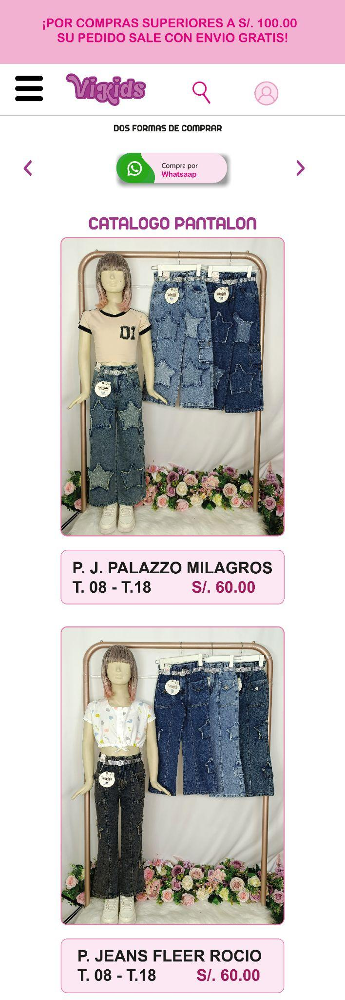 ¡POR COMPRAS SUPERIORES A S/. 100.00
SU PEDIDO SALE CON ENVIO GRATIS!
ViKids
DOS FORMAS DE COMPRAR
Compra por
Whatsaap
CATALOGO PANTALON
01
ViKids
P. J. PALAZZO MILAGROS
T. 08 - T.18 S/. 60.00
P. JEANS FLEER ROCIO
T. 08 - T.18 S/. 60.00